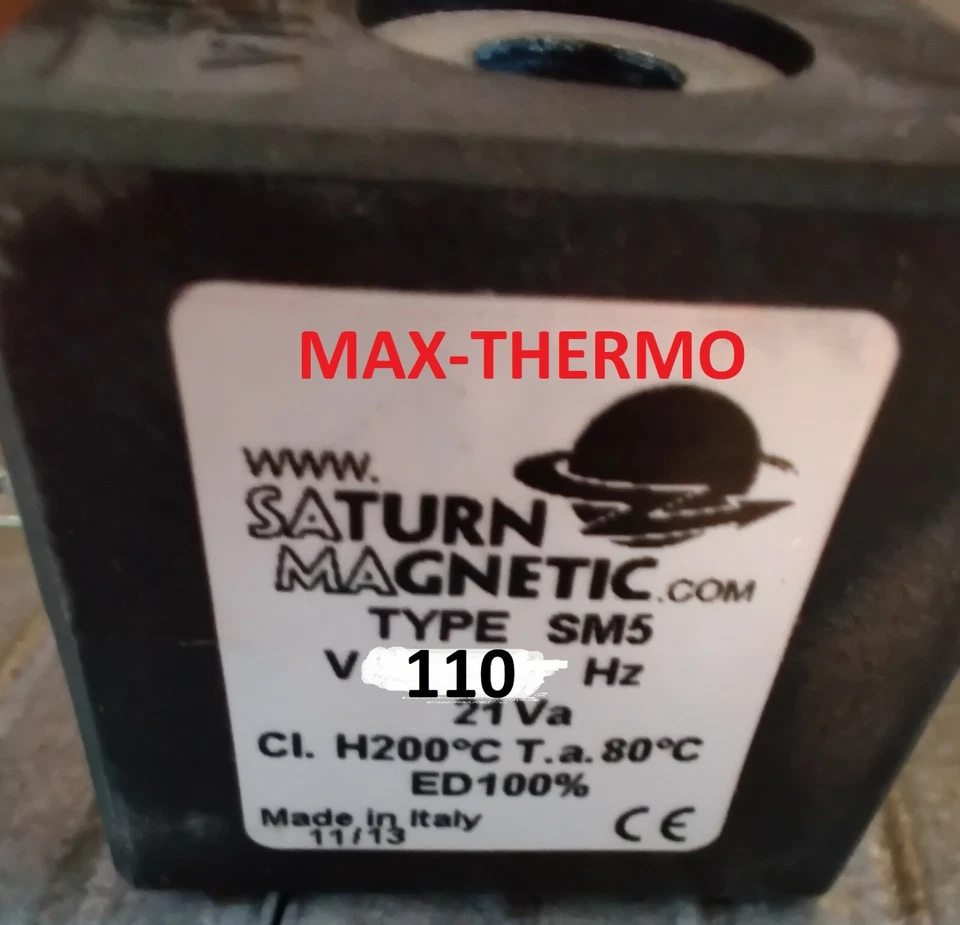 MAX-THERMO
WWW.
SATURN
MAGNETIC.COM
TYPE SM5
V 110 Hz
21Va
Cl. H200°C T.a.80°C
ED100%
Made in Italy
11/13
CE